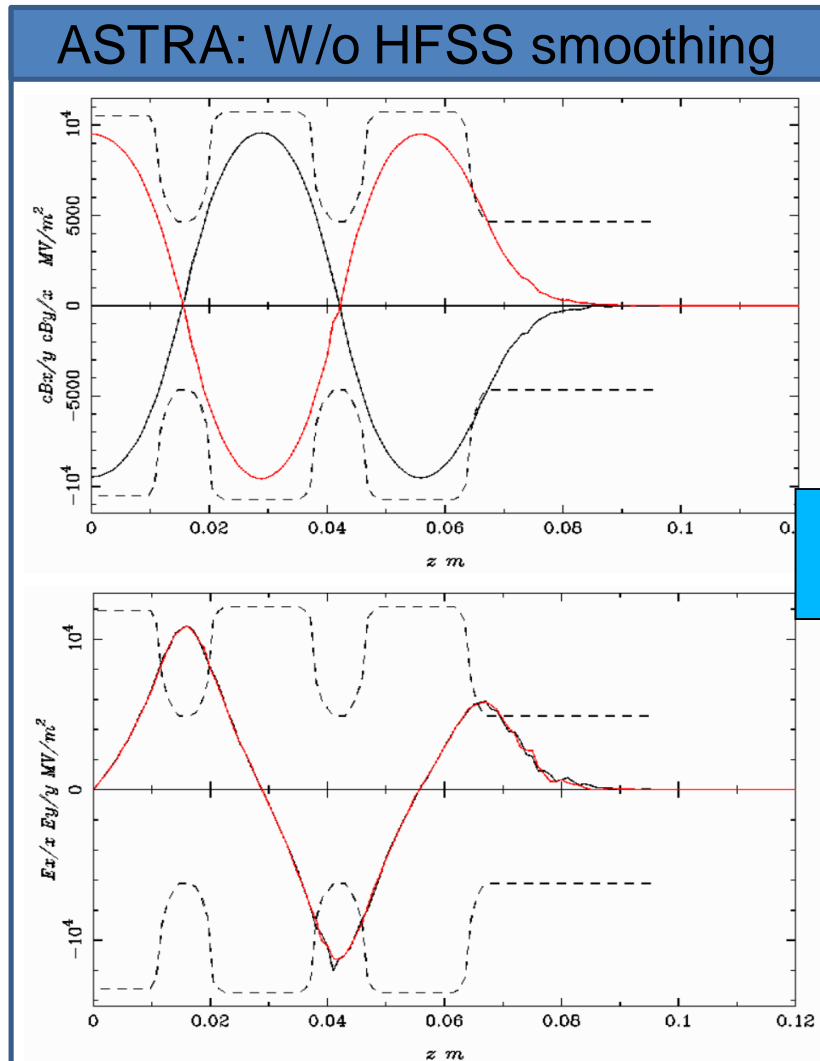 ASTRA: W/o HFSS smoothing
cBx/y cBy/x MV/m²
10⁴
5000
0
-5000
-10⁴
0 0.02 0.04 0.06 0.08 0.1
z m
Ex/x Ey/y MV/m²
10⁴
0
-10⁴
0 0.02 0.04 0.06 0.08 0.1 0.12
z m